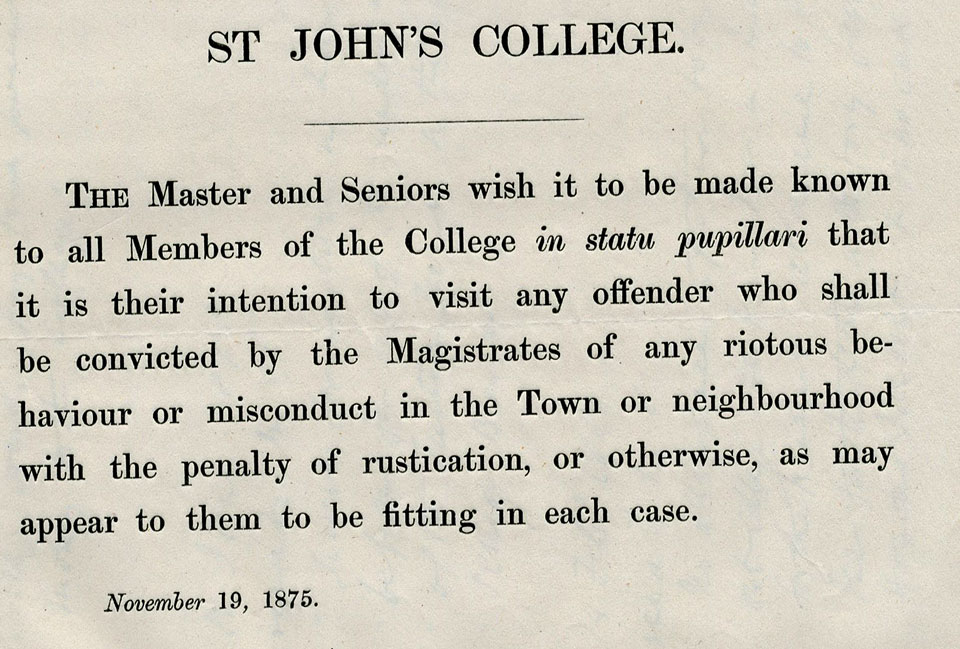 ST JOHN'S COLLEGE.
THE Master and Seniors wish it to be made known
to all Members of the College in statu pupillari that
it is their intention to visit any offender who shall
be convicted by the Magistrates of any riotous be-
haviour or misconduct in the Town or neighbourhood
with the penalty of rustication, or otherwise, as may
appear to them to be fitting in each case.
November 19, 1875.